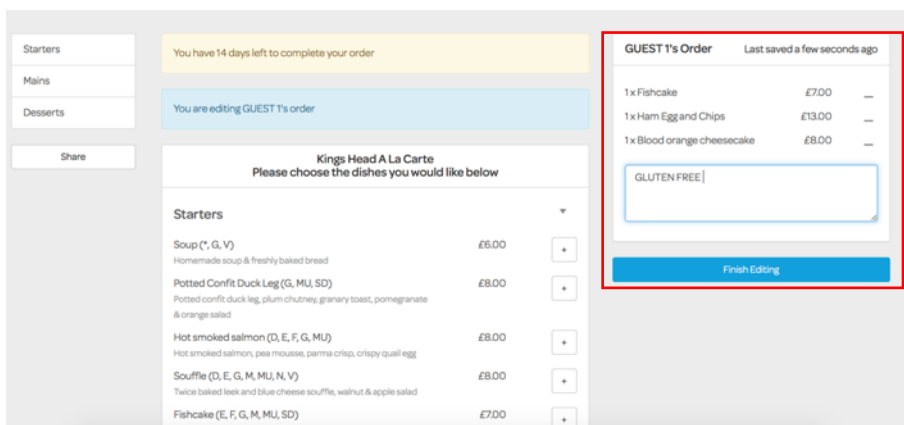 Starters
Mains
Desserts
Share
You have 14 days left to complete your order
You are editing GUEST 1's order
Kings Head A La Carte
Please choose the dishes you would like below
Starters
Soup (*, G, V) £6.00 +
Homemade soup & freshly baked bread
Potted Confit Duck Leg (G, MU, SD) £8.00 +
Potted confit duck leg, plum chutney, granary toast, pomegranate
& orange salad
Hot smoked salmon (D, E, F, G, MU) £8.00 +
Hot smoked salmon, pea mousse, parma crisp, crispy quail egg
Souffle (D, E, G, M, MU, N, V) £8.00 +
Twice baked leek and blue cheese souffle, walnut & apple salad
Fishcake (E, F, G, M, MU, SD) £7.00 +
GUEST 1's Order Last saved a few seconds ago
1 x Fishcake £7.00 _
1 x Ham Egg and Chips £13.00 _
1 x Blood orange cheesecake £8.00 _
GLUTEN FREE
Finish Editing